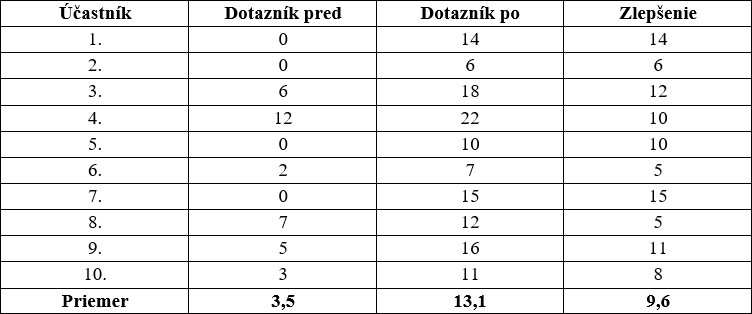 Účastník Dotazník pred Dotazník po Zlepšenie
1. 0 14 14
2. 0 6 6
3. 6 18 12
4. 12 22 10
5. 0 10 10
6. 2 7 5
7. 0 15 15
8. 7 12 5
9. 5 16 11
10. 3 11 8
Priemer 3,5 13,1 9,6